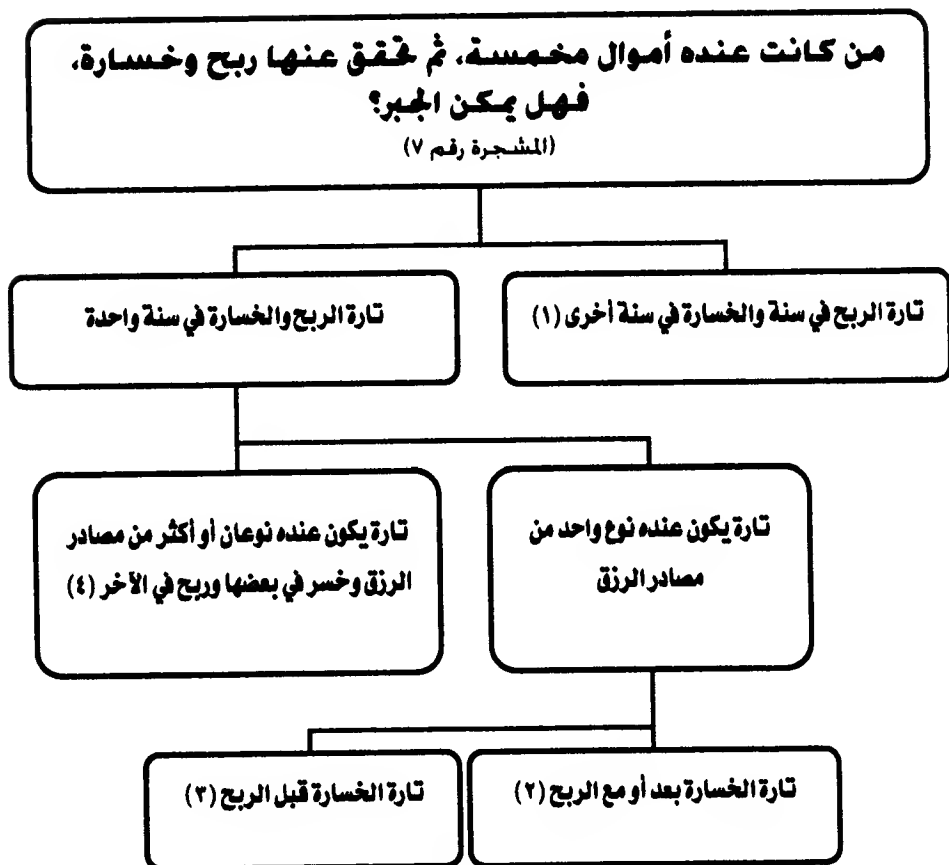 من كانت عنده أموال مخمسة، ثم تحقق عنها ربح وخسارة،
فهل يمكن الجبر؟
(المشجرة رقم ٧)
تارة الربح في سنة والخسارة في سنة أخرى (١)
تارة الربح والخسارة في سنة واحدة
تارة يكون عنده نوع واحد من
مصادر الرزق
تارة يكون عنده نوعان أو أكثر من مصادر
الرزق وخسر في بعضها وربح في الآخر (٤)
تارة الخسارة بعد أو مع الربح (٢)
تارة الخسارة قبل الربح (٣)